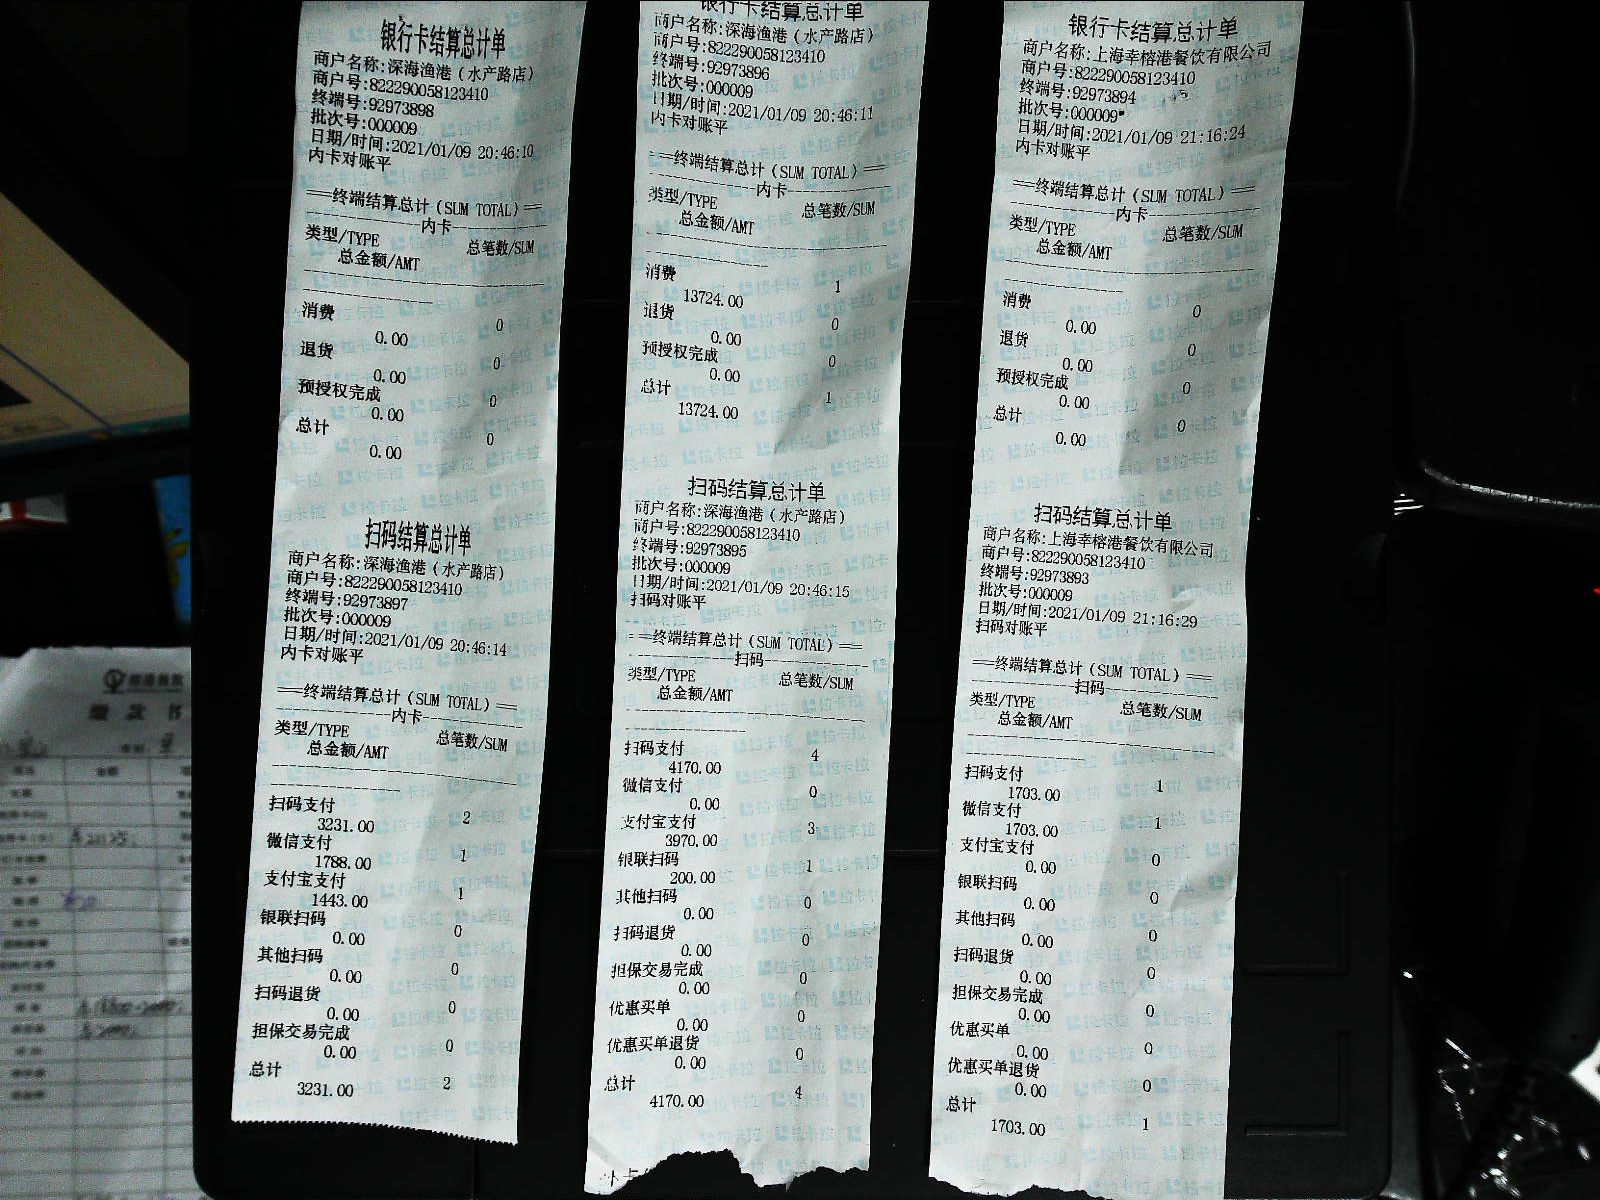 银行卡结算总计单
商户名称:深海渔港（水产路店）
商户号:822290058123410
终端号:92973898
批次号:000009
日期/时间:2021/01/09 20:46:10
内卡对账平
===终端结算总计（SUM TOTAL）==
内卡
类型/TYPE 总笔数/SUM
总金额/AMT
消费 0
0.00
退货 0
0.00
预授权完成 0
0.00
总计 0
0.00
扫码结算总计单
商户名称:深海渔港（水产路店）
商户号:822290058123410
终端号:92973897
批次号:000009
日期/时间:2021/01/09 20:46:14
内卡对账平
===终端结算总计（SUM TOTAL）==
内卡
类型/TYPE 总笔数/SUM
总金额/AMT
扫码支付 2
3231.00
微信支付 1
1788.00
支付宝支付 1
1443.00
银联扫码 0
0.00
其他扫码 0
0.00
扫码退货 0
0.00
担保交易完成 0
0.00
总计 2
3231.00
银行卡结算总计单
商户名称:深海渔港（水产路店）
商户号:822290058123410
终端号:92973896
批次号:000009
日期/时间:2021/01/09 20:46:11
内卡对账平
===终端结算总计（SUM TOTAL）===
内卡
类型/TYPE 总笔数/SUM
总金额/AMT
消费 1
13724.00
退货 0
0.00
预授权完成 0
0.00
总计 1
13724.00
扫码结算总计单
商户名称:深海渔港（水产路店）
商户号:822290058123410
终端号:92973895
批次号:000009
日期/时间:2021/01/09 20:46:15
扫码对账平
===终端结算总计（SUM TOTAL）===
扫码
类型/TYPE 总笔数/SUM
总金额/AMT
扫码支付 4
4170.00
微信支付 0
0.00
支付宝支付 3
3970.00
银联扫码 1
200.00
其他扫码 0
0.00
扫码退货 0
0.00
担保交易完成 0
0.00
优惠买单 0
0.00
优惠买单退货 0
0.00
总计 4
4170.00
银行卡结算总计单
商户名称:上海幸榕港餐饮有限公司
商户号:822290058123410
终端号:92973894
批次号:000009
日期/时间:2021/01/09 21:16:24
内卡对账平
===终端结算总计（SUM TOTAL）===
内卡
类型/TYPE 总笔数/SUM
总金额/AMT
消费 0
0.00
退货 0
0.00
预授权完成 0
0.00
总计 0
0.00
扫码结算总计单
商户名称:上海幸榕港餐饮有限公司
商户号:822290058123410
终端号:92973893
批次号:000009
日期/时间:2021/01/09 21:16:29
扫码对账平
===终端结算总计（SUM TOTAL）===
扫码
类型/TYPE 总笔数/SUM
总金额/AMT
扫码支付 1
1703.00
微信支付 1
1703.00
支付宝支付 0
0.00
银联扫码 0
0.00
其他扫码 0
0.00
扫码退货 0
0.00
担保交易完成 0
0.00
优惠买单 0
0.00
优惠买单退货 0
0.00
总计 1
1703.00
缴款书